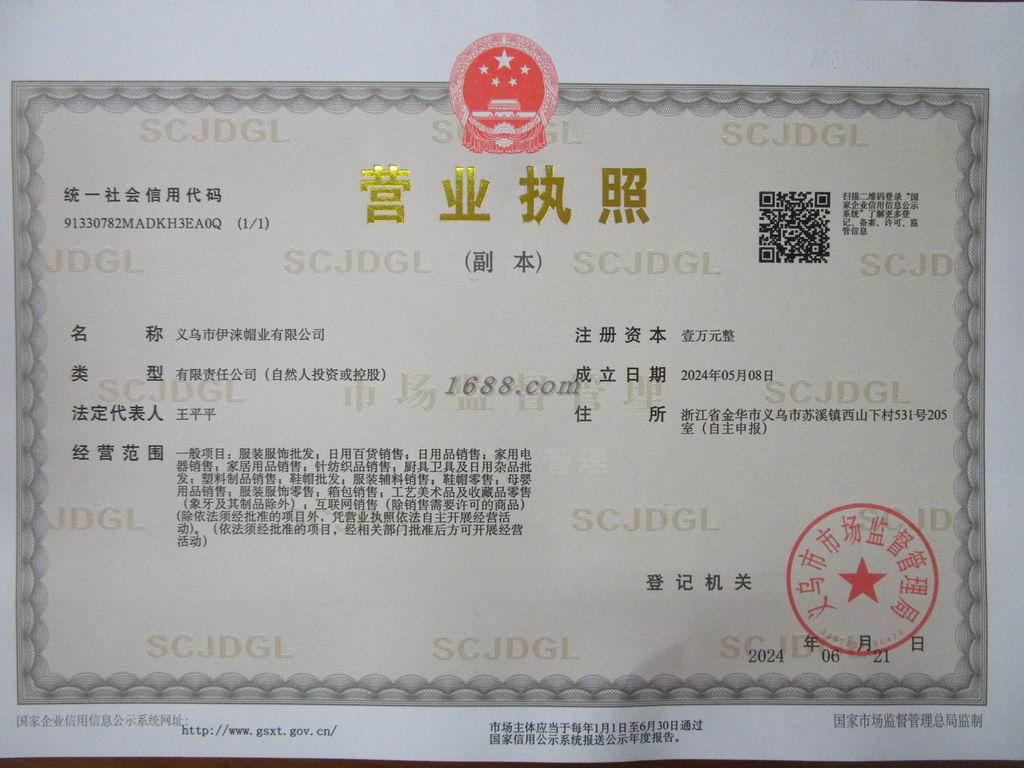 SCJDGL SCJDGL SCJDGL
营业执照
(副 本)
统一社会信用代码
91330782MADKH3EA0Q (1/1)
扫描二维码登录“国
家企业信用信息公示
系统”了解更多登
记、备案、许可、监
管信息
JDGL SCJDGL SCJDGL SCJD
名 称 义乌市伊涞帽业有限公司
类 型 有限责任公司（自然人投资或控股）
法定代表人 王平平
经营范围 一般项目：服装服饰批发；日用百货销售；日用品销售；家用电
器销售；家居用品销售；针纺织品销售；厨具卫具及日用杂品批
发；塑料制品销售；鞋帽批发；服装辅料销售；鞋帽零售；母婴
用品销售；服装服饰零售；箱包销售；工艺美术品及收藏品零售
（象牙及其制品除外）；互联网销售（除销售需要许可的商品）
(除依法须经批准的项目外，凭营业执照依法自主开展经营活
动)。（依法须经批准的项目，经相关部门批准后方可开展经营
活动）
注册资本 壹万元整
成立日期 2024年05月08日
住 所 浙江省金华市义乌市苏溪镇西山下村531号205
室（自主申报）
SCJDGL 市场监督管理 SCJDGL
1688.com
管理
JDGL SCJDGL SCJD
登记机关
义乌市市场监督管理局
2024 年 06 月 21 日
SCJDGL SCJDGL SCJDGL
国家企业信用信息公示系统网址:http://www.gsxt.gov.cn/
市场主体应当于每年1月1日至6月30日通过
国家信用公示系统报送公示年度报告。
国家市场监督管理总局监制